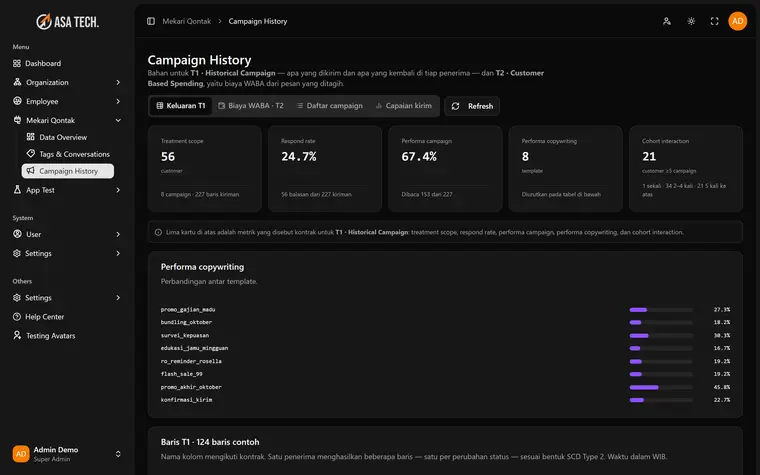 ASA TECH.
Mekari Qontak > Campaign History
AD
Menu
Dashboard
Organization
Employee
Mekari Qontak
Data Overview
Tags & Conversations
Campaign History
App Test
System
User
Settings
Others
Settings
Help Center
Testing Avatars
AD
Admin Demo
Super Admin
Campaign History
Bahan untuk T1 · Historical Campaign — apa yang dikirim dan apa yang kembali di tiap penerima — dan T2 · Customer
Based Spending, yaitu biaya WABA dari pesan yang ditagih.
Keluaran T1
Biaya WABA · T2
Daftar campaign
Capaian kirim
Refresh
Treatment scope
56
customer
8 campaign · 227 baris kiriman
Respond rate
24.7%
56 balasan dari 227 kiriman
Performa campaign
67.4%
Dibaca 153 dari 227
Performa copywriting
8
template
Diurutkan pada tabel di bawah
Cohort interaction
21
customer ≥5 campaign
1 sekali · 34 2–4 kali · 21 5 kali ke
atas
Lima kartu di atas adalah metrik yang disebut kontrak untuk T1 · Historical Campaign: treatment scope, respond rate, performa campaign, performa copywriting, dan cohort interaction.
Performa copywriting
Perbandingan antar template.
promo_gajian_madu 27.3%
bundling_oktober 18.2%
survei_kepuasan 30.3%
edukasi_jamu_mingguan 16.7%
ro_reminder_rosella 19.2%
flash_sale_99 19.2%
promo_akhir_oktober 45.8%
konfirmasi_kirim 22.7%
Baris T1 · 124 baris contoh
Nama kolom mengikuti kontrak. Satu penerima menghasilkan beberapa baris — satu per perubahan status — sesuai bentuk SCD Type 2. Waktu dalam WIB.